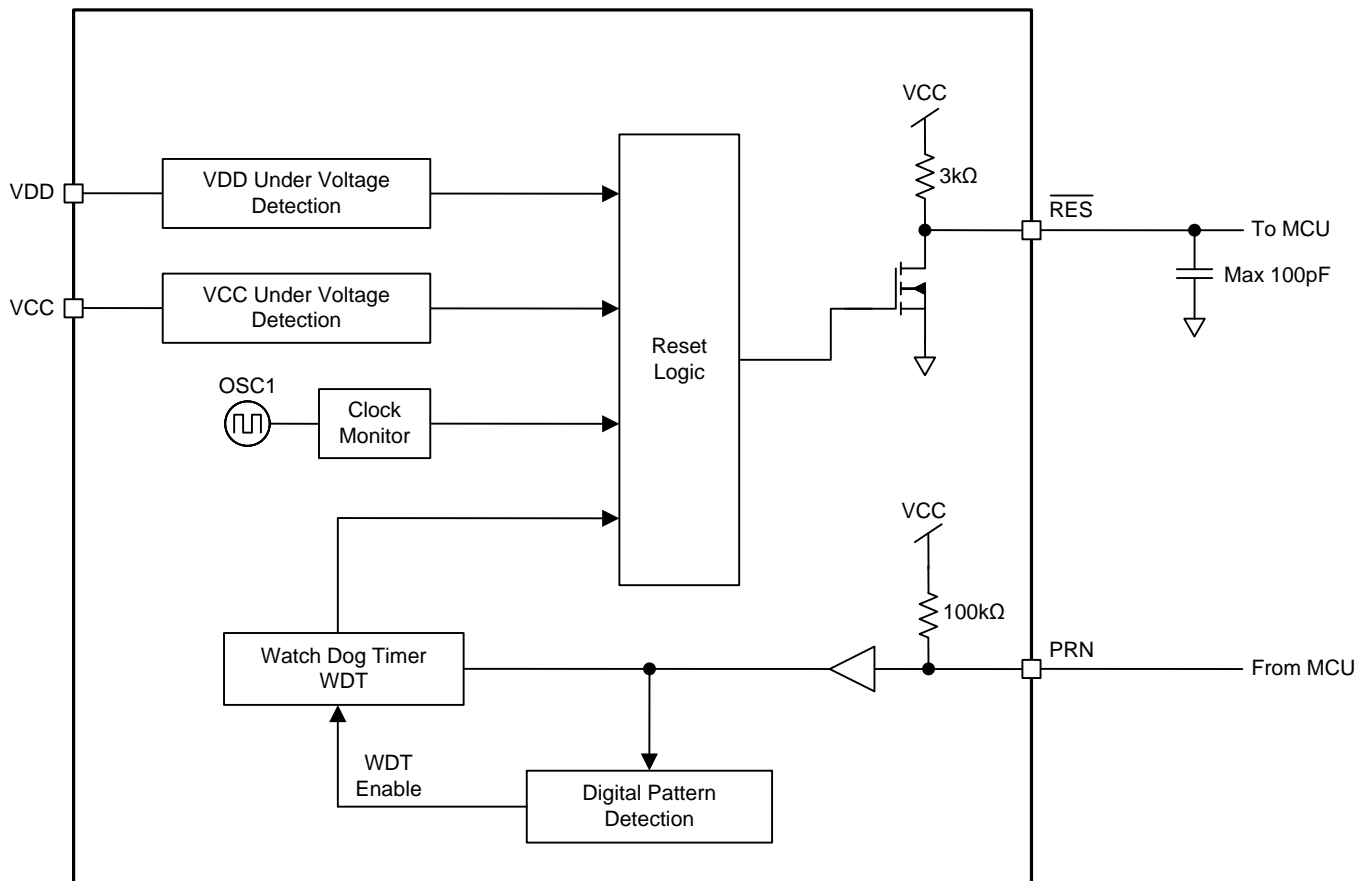 VCC
3kΩ
VDD
VDD Under Voltage
Detection
RES
To MCU
Max 100pF
VCC
VCC Under Voltage
Detection
Reset
Logic
OSC1
Clock
Monitor
VCC
100kΩ
PRN
From MCU
Watch Dog Timer
WDT
WDT
Enable
Digital Pattern
Detection